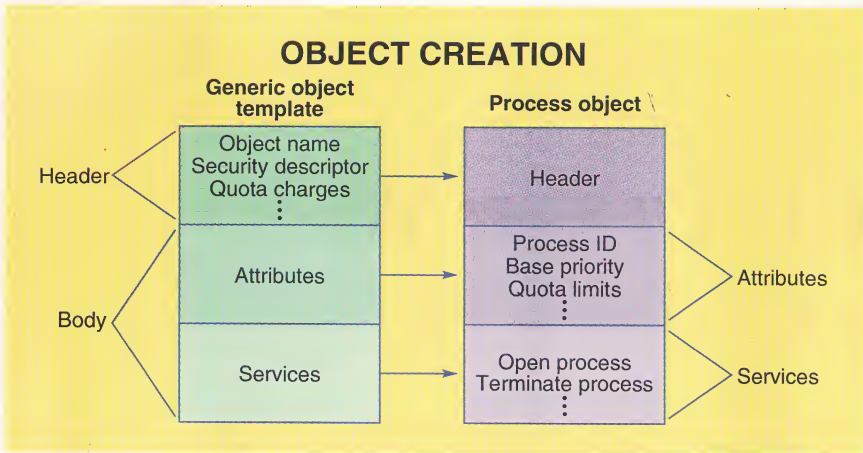 OBJECT CREATION
Generic object
template
Header
Object name
Security descriptor
Quota charges
Attributes
Body
Services
Process object
Header
Process ID
Base priority
Quota limits
Attributes
Open process
Terminate process
Services